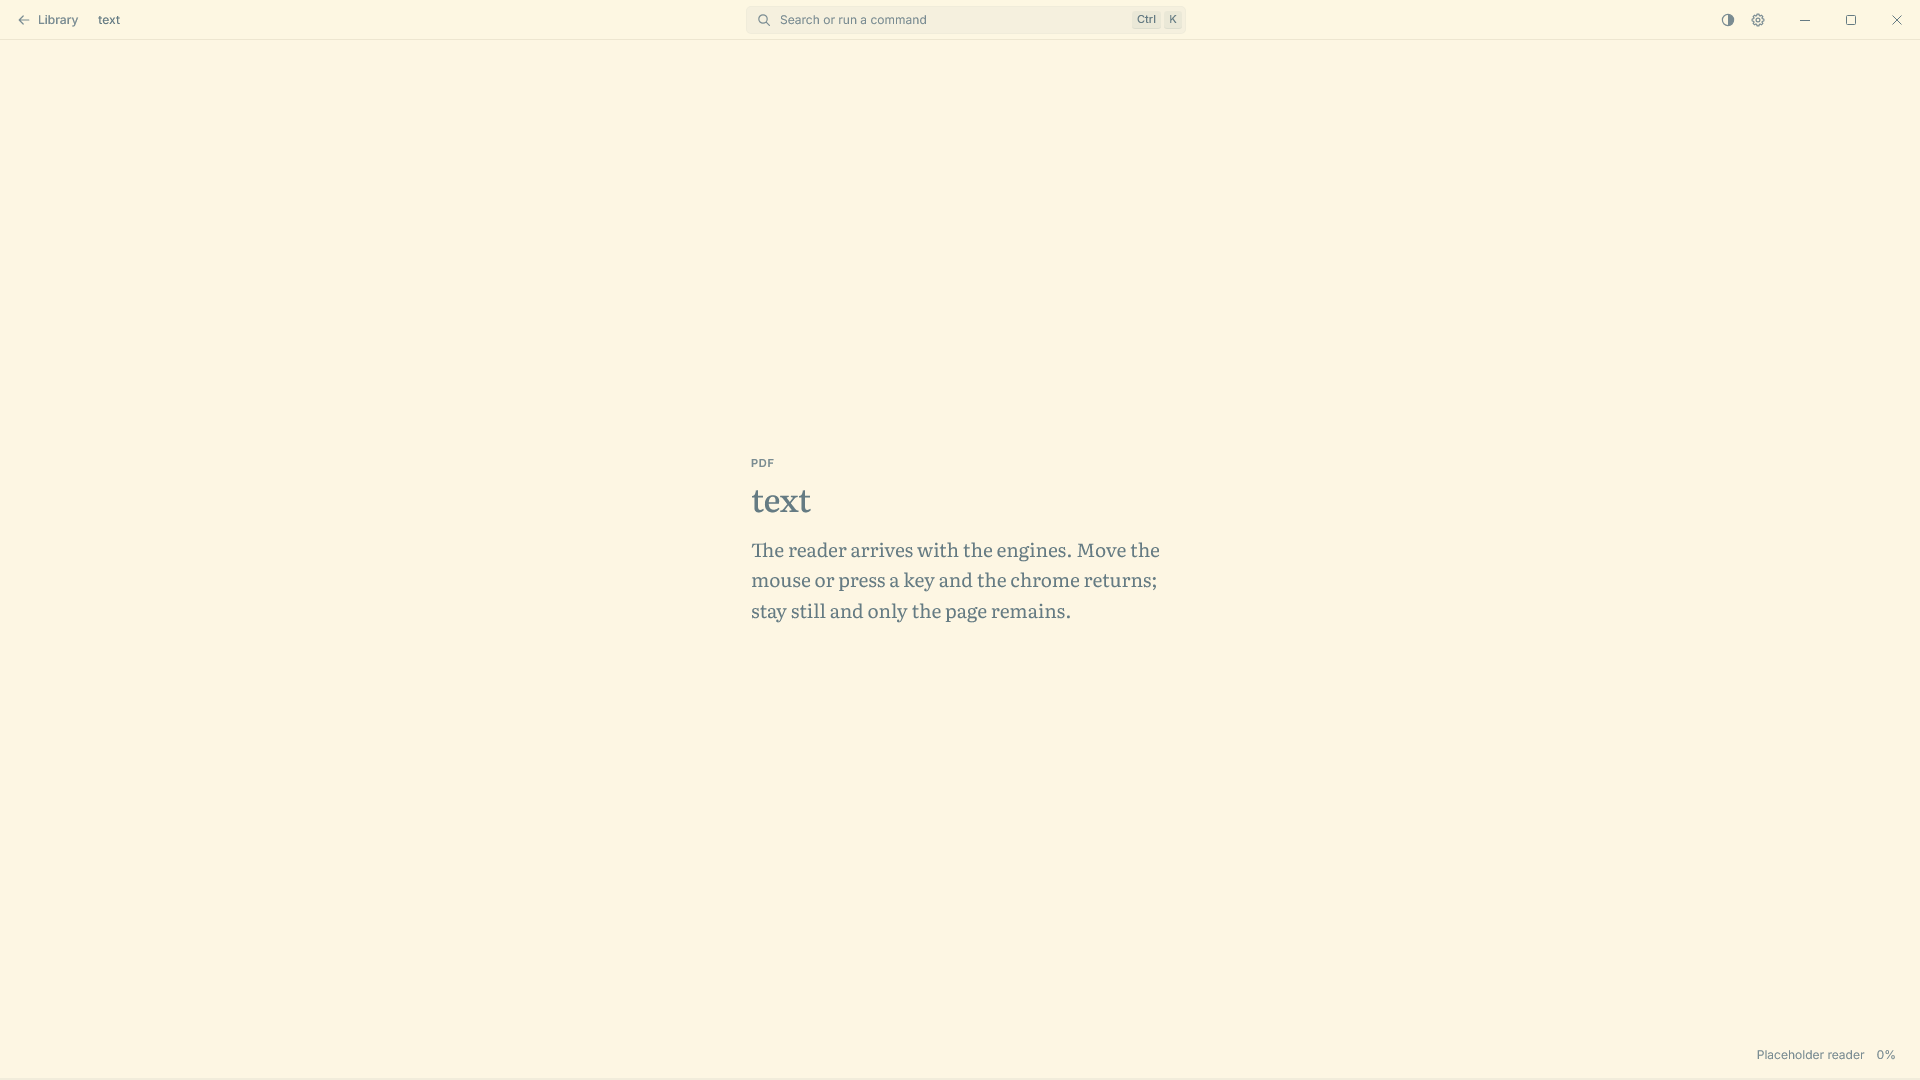 Library text Search or run a command Ctrl K
PDF
text
The reader arrives with the engines. Move the
mouse or press a key and the chrome returns;
stay still and only the page remains.
Placeholder reader 0%